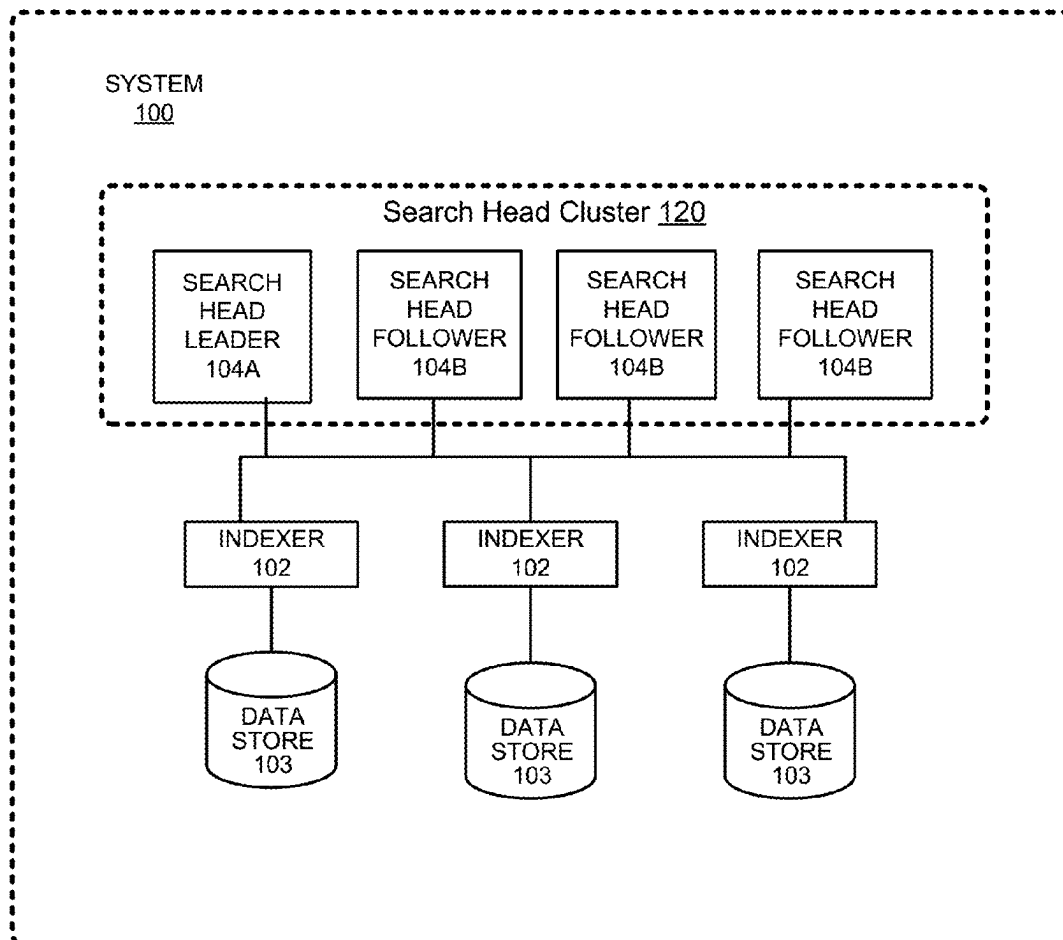 SYSTEM
100
Search Head Cluster 120
SEARCH
HEAD
LEADER
104A
SEARCH
HEAD
FOLLOWER
104B
SEARCH
HEAD
FOLLOWER
104B
SEARCH
HEAD
FOLLOWER
104B
INDEXER
102
INDEXER
102
INDEXER
102
DATA
STORE
103
DATA
STORE
103
DATA
STORE
103